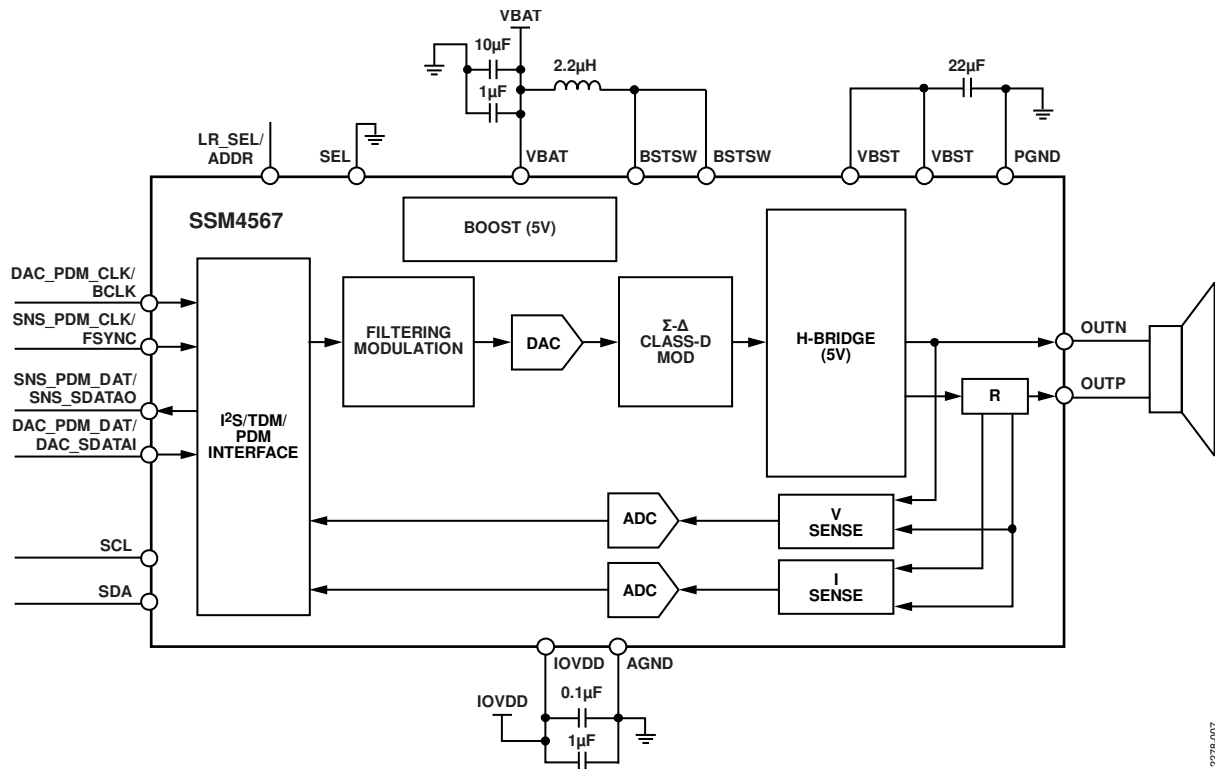 VBAT
10µF
2.2µH
22µF
1µF
LR_SEL/
ADDR
SEL
VBAT
BSTSW
BSTSW
VBST
VBST
PGND
SSM4567
BOOST (5V)
DAC_PDM_CLK/
BCLK
SNS_PDM_CLK/
FSYNC
SNS_PDM_DAT/
SNS_SDATAO
DAC_PDM_DAT/
DAC_SDATAI
SCL
SDA
I²S/TDM/
PDM
INTERFACE
FILTERING
MODULATION
DAC
Σ-Δ
CLASS-D
MOD
H-BRIDGE
(5V)
OUTN
OUTP
R
ADC
V
SENSE
ADC
I
SENSE
IOVDD
AGND
IOVDD
0.1µF
1µF
2278-007